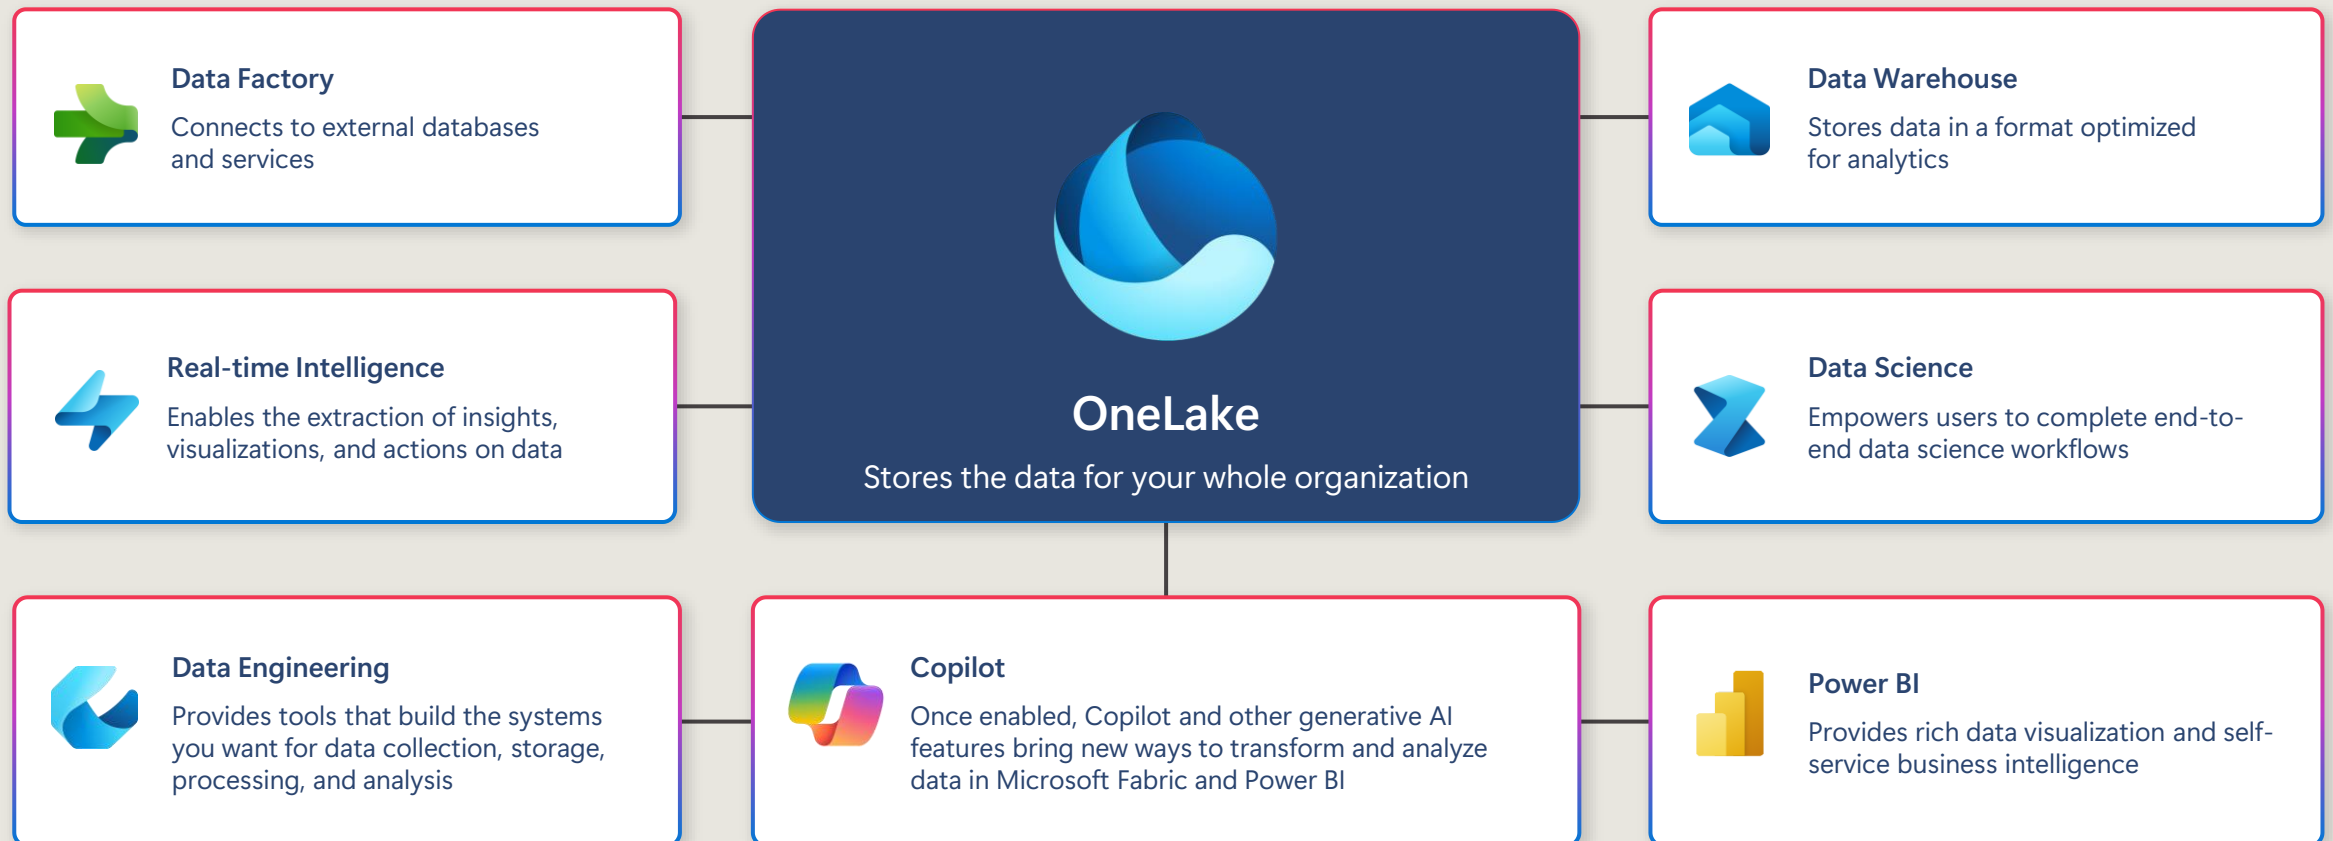 Data Factory
Connects to external databases
and services
OneLake
Stores the data for your whole organization
Data Warehouse
Stores data in a format optimized
for analytics
Real-time Intelligence
Enables the extraction of insights,
visualizations, and actions on data
Data Science
Empowers users to complete end-to-
end data science workflows
Data Engineering
Provides tools that build the systems
you want for data collection, storage,
processing, and analysis
Copilot
Once enabled, Copilot and other generative AI
features bring new ways to transform and analyze
data in Microsoft Fabric and Power BI
Power BI
Provides rich data visualization and self-
service business intelligence